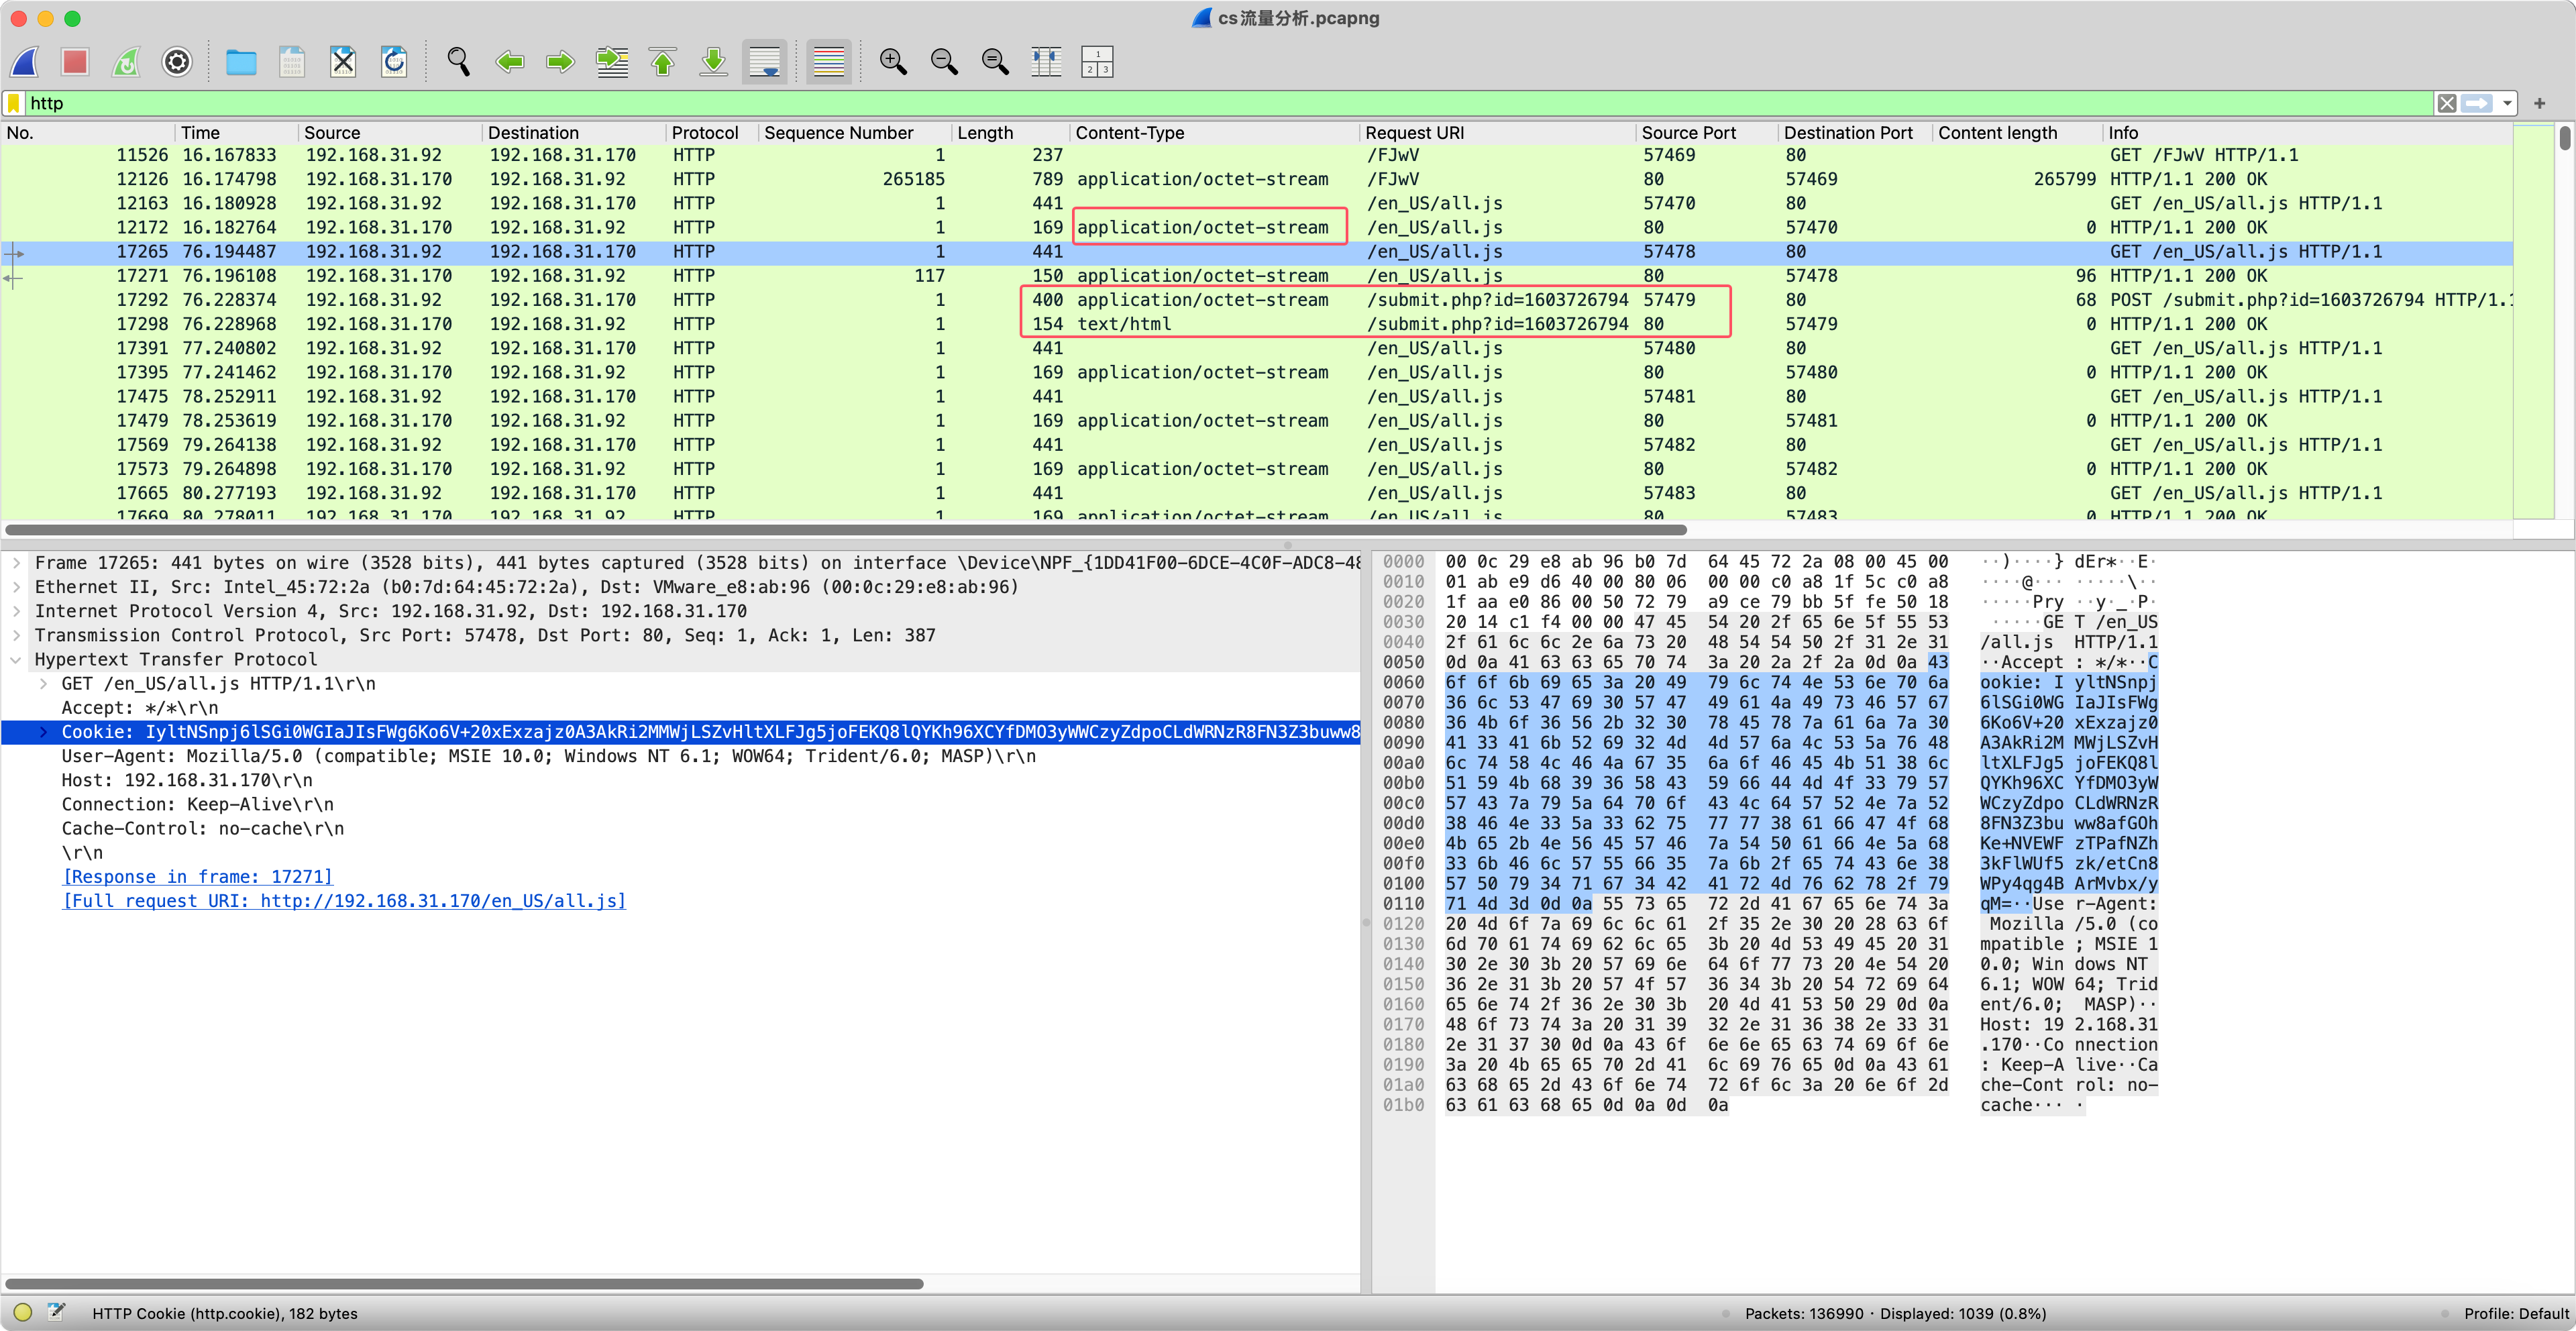 cs流量分析.pcapng
http
No. Time Source Destination Protocol Sequence Number Length Content-Type Request URI Source Port Destination Port Content length Info
11526 16.167833 192.168.31.92 192.168.31.170 HTTP 1 237 /FJwV 57469 80 GET /FJwV HTTP/1.1
12126 16.174798 192.168.31.170 192.168.31.92 HTTP 265185 789 application/octet-stream /FJwV 80 57469 265799 HTTP/1.1 200 OK
12163 16.180928 192.168.31.92 192.168.31.170 HTTP 1 441 /en_US/all.js 57470 80 GET /en_US/all.js HTTP/1.1
12172 16.182764 192.168.31.170 192.168.31.92 HTTP 1 169 application/octet-stream /en_US/all.js 80 57470 0 HTTP/1.1 200 OK
17265 76.194487 192.168.31.92 192.168.31.170 HTTP 1 441 /en_US/all.js 57478 80 GET /en_US/all.js HTTP/1.1
17271 76.196108 192.168.31.170 192.168.31.92 HTTP 117 150 application/octet-stream /en_US/all.js 80 57478 96 HTTP/1.1 200 OK
17292 76.228374 192.168.31.92 192.168.31.170 HTTP 1 400 application/octet-stream /submit.php?id=1603726794 57479 80 68 POST /submit.php?id=1603726794 HTTP/1.1
17298 76.228968 192.168.31.170 192.168.31.92 HTTP 1 154 text/html /submit.php?id=1603726794 80 57479 0 HTTP/1.1 200 OK
17391 77.240802 192.168.31.92 192.168.31.170 HTTP 1 441 /en_US/all.js 57480 80 GET /en_US/all.js HTTP/1.1
17395 77.241462 192.168.31.170 192.168.31.92 HTTP 1 169 application/octet-stream /en_US/all.js 80 57480 0 HTTP/1.1 200 OK
17475 78.252911 192.168.31.92 192.168.31.170 HTTP 1 441 /en_US/all.js 57481 80 GET /en_US/all.js HTTP/1.1
17479 78.253619 192.168.31.170 192.168.31.92 HTTP 1 169 application/octet-stream /en_US/all.js 80 57481 0 HTTP/1.1 200 OK
17569 79.264138 192.168.31.92 192.168.31.170 HTTP 1 441 /en_US/all.js 57482 80 GET /en_US/all.js HTTP/1.1
17573 79.264898 192.168.31.170 192.168.31.92 HTTP 1 169 application/octet-stream /en_US/all.js 80 57482 0 HTTP/1.1 200 OK
17665 80.277193 192.168.31.92 192.168.31.170 HTTP 1 441 /en_US/all.js 57483 80 GET /en_US/all.js HTTP/1.1
17669 80.278011 192.168.31.170 192.168.31.92 HTTP 1 169 application/octet-stream /en_US/all.js 80 57483 0 HTTP/1.1 200 OK
Frame 17265: 441 bytes on wire (3528 bits), 441 bytes captured (3528 bits) on interface \Device\NPF_{1DD41F00-6DCE-4C0F-ADC8-48
Ethernet II, Src: Intel_45:72:2a (b0:7d:64:45:72:2a), Dst: VMware_e8:ab:96 (00:0c:29:e8:ab:96)
Internet Protocol Version 4, Src: 192.168.31.92, Dst: 192.168.31.170
Transmission Control Protocol, Src Port: 57478, Dst Port: 80, Seq: 1, Ack: 1, Len: 387
Hypertext Transfer Protocol
GET /en_US/all.js HTTP/1.1\r\n
Accept: */*\r\n
Cookie: IyltNSnpj6lSGi0WGIaJIsFWg6Ko6V+20xExzajz0A3AkRi2MMWjLSZvHltXLFJg5joFEKQ8lQYKh96XCYfDMO3yWWCzyZdpoCLdWRNzR8FN3Z3buww8
User-Agent: Mozilla/5.0 (compatible; MSIE 10.0; Windows NT 6.1; WOW64; Trident/6.0; MASP)\r\n
Host: 192.168.31.170\r\n
Connection: Keep-Alive\r\n
Cache-Control: no-cache\r\n
\r\n
[Response in frame: 17271]
[Full request URI: http://192.168.31.170/en_US/all.js]
0000 00 0c 29 e8 ab 96 b0 7d 64 45 72 2a 08 00 45 00 ··)····} dEr*··E·
0010 01 ab e9 d6 40 00 80 06 00 00 c0 a8 1f 5c c0 a8 ····@··· ·····\··
0020 1f aa e0 86 00 50 72 79 a9 ce 79 bb 5f fe 50 18 ·····Pry ··y·_·P·
0030 20 14 c1 f4 00 00 47 45 54 20 2f 65 6e 5f 55 53 ·····GE T /en_US
0040 2f 61 6c 6c 2e 6a 73 20 48 54 54 50 2f 31 2e 31 /all.js HTTP/1.1
0050 0d 0a 41 63 63 65 70 74 3a 20 2a 2f 2a 0d 0a 43 ··Accept : */*··C
0060 6f 6f 6b 69 65 3a 20 49 79 6c 74 4e 53 6e 70 6a ookie: I yltNSnpj
0070 36 6c 53 47 69 30 57 47 49 61 4a 49 73 46 57 67 6lSGi0WG IaJIsFWg
0080 36 4b 6f 36 56 2b 32 30 78 45 78 7a 61 6a 7a 30 6Ko6V+20 xExzajz0
0090 41 33 41 6b 52 69 32 4d 4d 57 6a 4c 53 5a 76 48 A3AkRi2M MWjLSZvH
00a0 6c 74 58 4c 46 4a 67 35 6a 6f 46 45 4b 51 38 6c ltXLFJg5 joFEKQ8l
00b0 51 59 4b 68 39 36 58 43 59 66 44 4d 4f 33 79 57 QYKh96XC YfDMO3yW
00c0 57 43 7a 79 5a 64 70 6f 43 4c 64 57 52 4e 7a 52 WCzyZdpo CLdWRNzR
00d0 38 46 4e 33 5a 33 62 75 77 77 38 61 66 47 4f 68 8FN3Z3bu ww8afGOh
00e0 4b 65 2b 4e 56 45 57 46 7a 54 50 61 66 4e 5a 68 Ke+NVEWF zTPafNZh
00f0 33 6b 46 6c 57 55 66 35 7a 6b 2f 65 74 43 6e 38 3kFlWUf5 zk/etCn8
0100 57 50 79 34 71 67 34 42 41 72 4d 76 62 78 2f 79 WPy4qg4B ArMvbx/y
0110 71 4d 3d 0d 0a 55 73 65 72 2d 41 67 65 6e 74 3a qM=··Use r-Agent:
0120 20 4d 6f 7a 69 6c 6c 61 2f 35 2e 30 20 28 63 6f Mozilla /5.0 (co
0130 6d 70 61 74 69 62 6c 65 3b 20 4d 53 49 45 20 31 mpatible ; MSIE 1
0140 30 2e 30 3b 20 57 69 6e 64 6f 77 73 20 4e 54 20 0.0; Win dows NT
0150 36 2e 31 3b 20 57 4f 57 36 34 3b 20 54 72 69 64 6.1; WOW 64; Trid
0160 65 6e 74 2f 36 2e 30 3b 20 4d 41 53 50 29 0d 0a ent/6.0; MASP)··
0170 48 6f 73 74 3a 20 31 39 32 2e 31 36 38 2e 33 31 Host: 19 2.168.31
0180 2e 31 37 30 0d 0a 43 6f 6e 6e 65 63 74 69 6f 6e .170··Co nnection
0190 3a 20 4b 65 65 70 2d 41 6c 69 76 65 0d 0a 43 61 : Keep-A live··Ca
01a0 63 68 65 2d 43 6f 6e 74 72 6f 6c 3a 20 6e 6f 2d che-Cont rol: no-
01b0 63 61 63 68 65 0d 0a 0d 0a cache··· ·
HTTP Cookie (http.cookie), 182 bytes
Packets: 136990 · Displayed: 1039 (0.8%)
Profile: Default